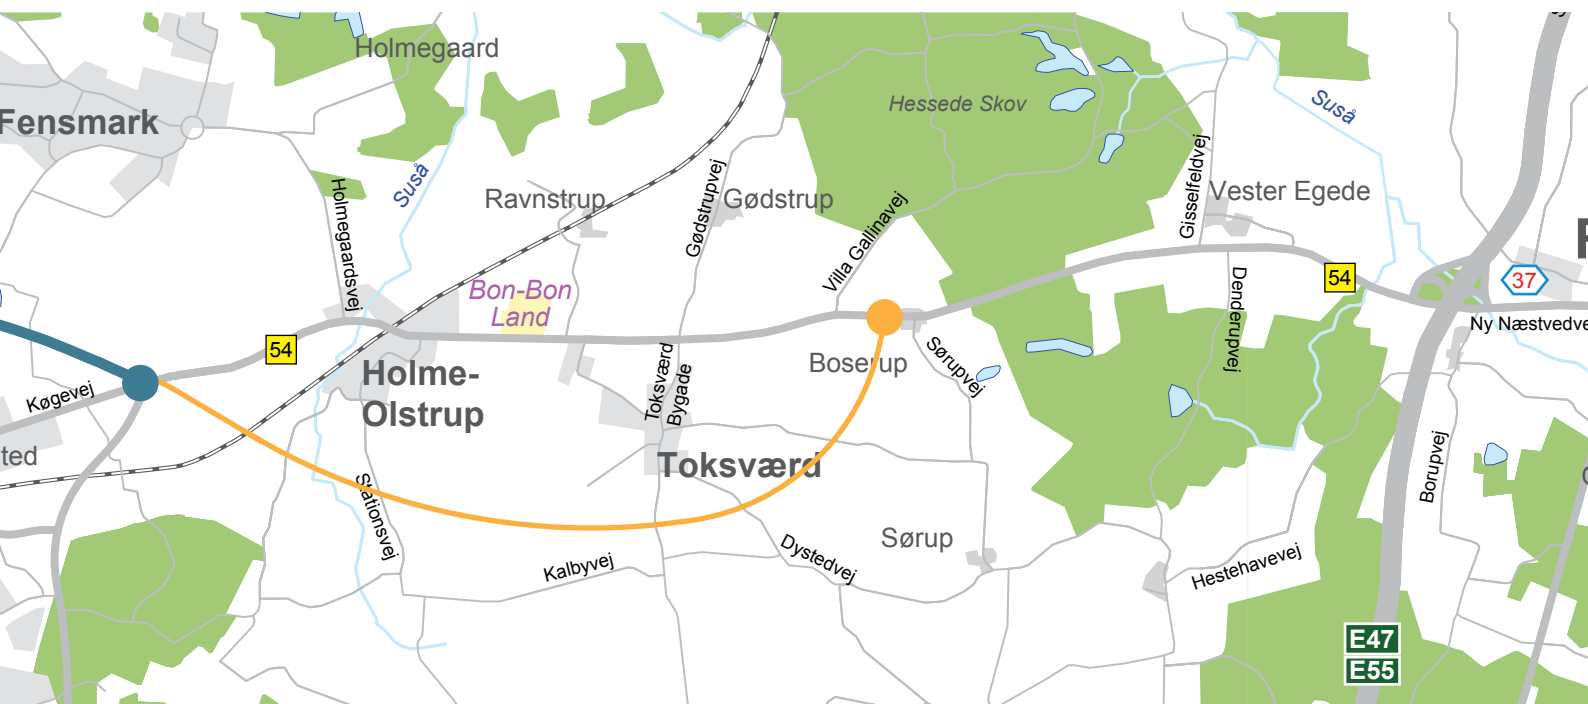 Holmegaard
Fensmark
Hessede Skov
Suså
Suså
Holmegaardsvej
Ravnstrup
Gødstrupvej
Gødstrup
Villa Gallinavej
Gisselfeldvej
Vester Egede
Bon-Bon
Land
54
37
Denderupvej
Ny Næstvedve
54
Køgevej
Holme-
Olstrup
Toksværd
Bygade
Boserup
Sørupvej
ted
Toksværd
Borupvej
Stationsvej
Kalbyvej
Dystedvej
Sørup
Hestehavevej
E47
E55